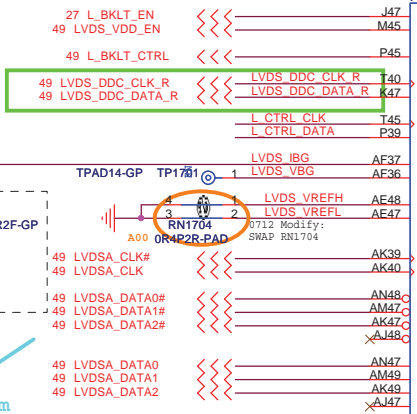 27 L_BKLT_EN J47
49 LVDS_VDD_EN M45
49 L_BKLT_CTRL P45
49 LVDS_DDC_CLK_R LVDS_DDC_CLK_R T40
49 LVDS_DDC_DATA_R LVDS_DDC_DATA_R K47
L_CTRL_CLK T45
L_CTRL_DATA P39
LVDS_IBG AF37
TPAD14-GP TP1701 1 LVDS_VBG AF36
4 1 LVDS_VREFH AE48
3 2 LVDS_VREFL AE47
R2F-GP RN1704 0712 Modify:
A00 0R4P2R-PAD SWAP RN1704
49 LVDSA_CLK# AK39
49 LVDSA_CLK AK40
49 LVDSA_DATA0# AN48
49 LVDSA_DATA1# AM47
49 LVDSA_DATA2# AK47
AJ48
49 LVDSA_DATA0 AN47
49 LVDSA_DATA1 AM49
49 LVDSA_DATA2 AK49
AJ47